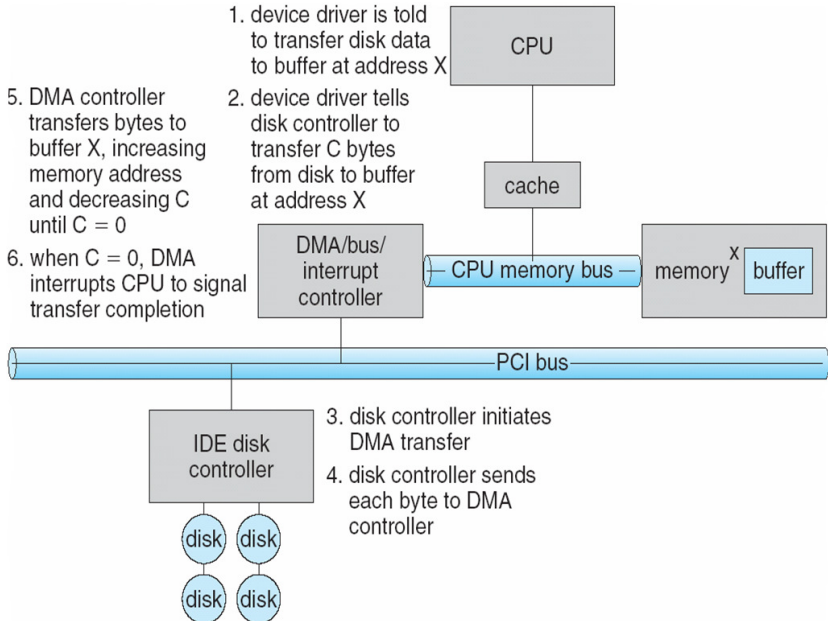 1. device driver is told
to transfer disk data
to buffer at address X
CPU
5. DMA controller
transfers bytes to
buffer X, increasing
memory address
and decreasing C
until C = 0
2. device driver tells
disk controller to
transfer C bytes
from disk to buffer
at address X
cache
6. when C = 0, DMA
interrupts CPU to signal
transfer completion
DMA/bus/
interrupt
controller
CPU memory bus
memory
X
buffer
PCI bus
IDE disk
controller
3. disk controller initiates
DMA transfer
4. disk controller sends
each byte to DMA
controller
disk
disk
disk
disk